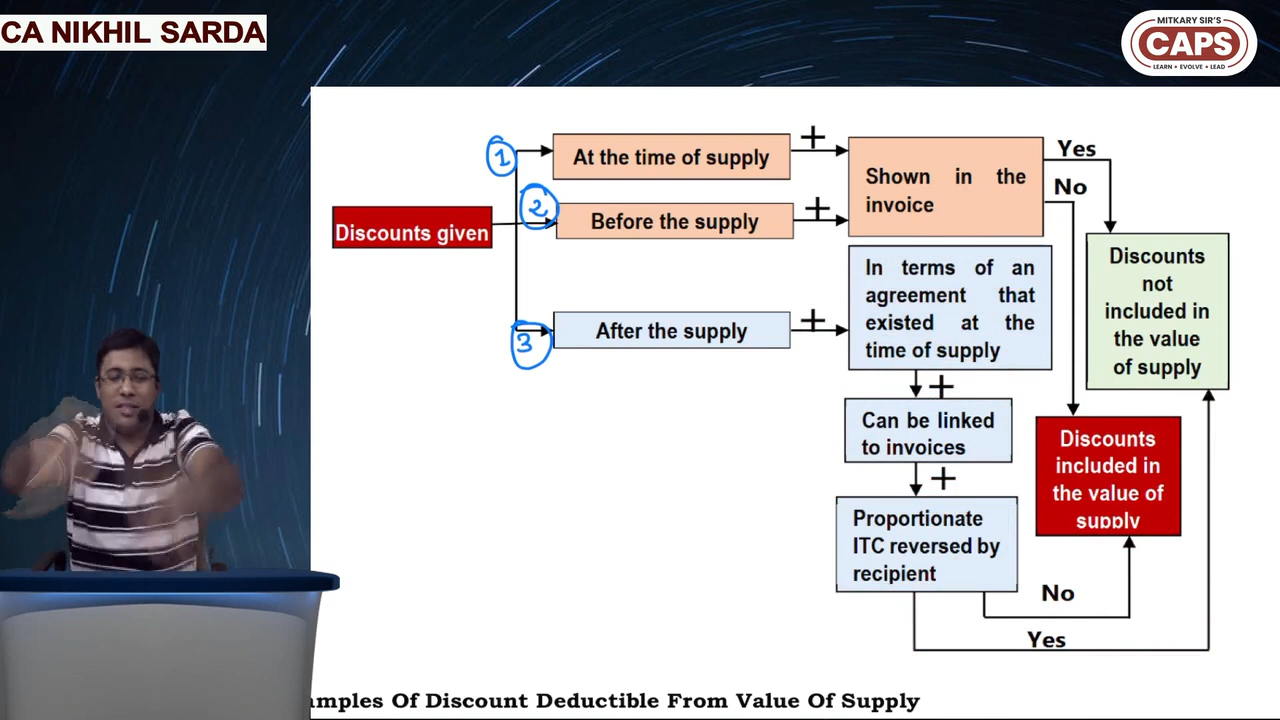 CA NIKHIL SARDA
MITKARY SIR'S
CAPS
LEARN • EVOLVE • LEAD
1
At the time of supply
+
Shown in the
invoice
Yes
No
2
Before the supply
+
Discounts given
3
After the supply
+
In terms of an
agreement that
existed at the
time of supply
+
Can be linked
to invoices
+
Proportionate
ITC reversed by
recipient
Discounts
not
included in
the value
of supply
Discounts
included in
the value of
supply
No
Yes
amples Of Discount Deductible From Value Of Supply